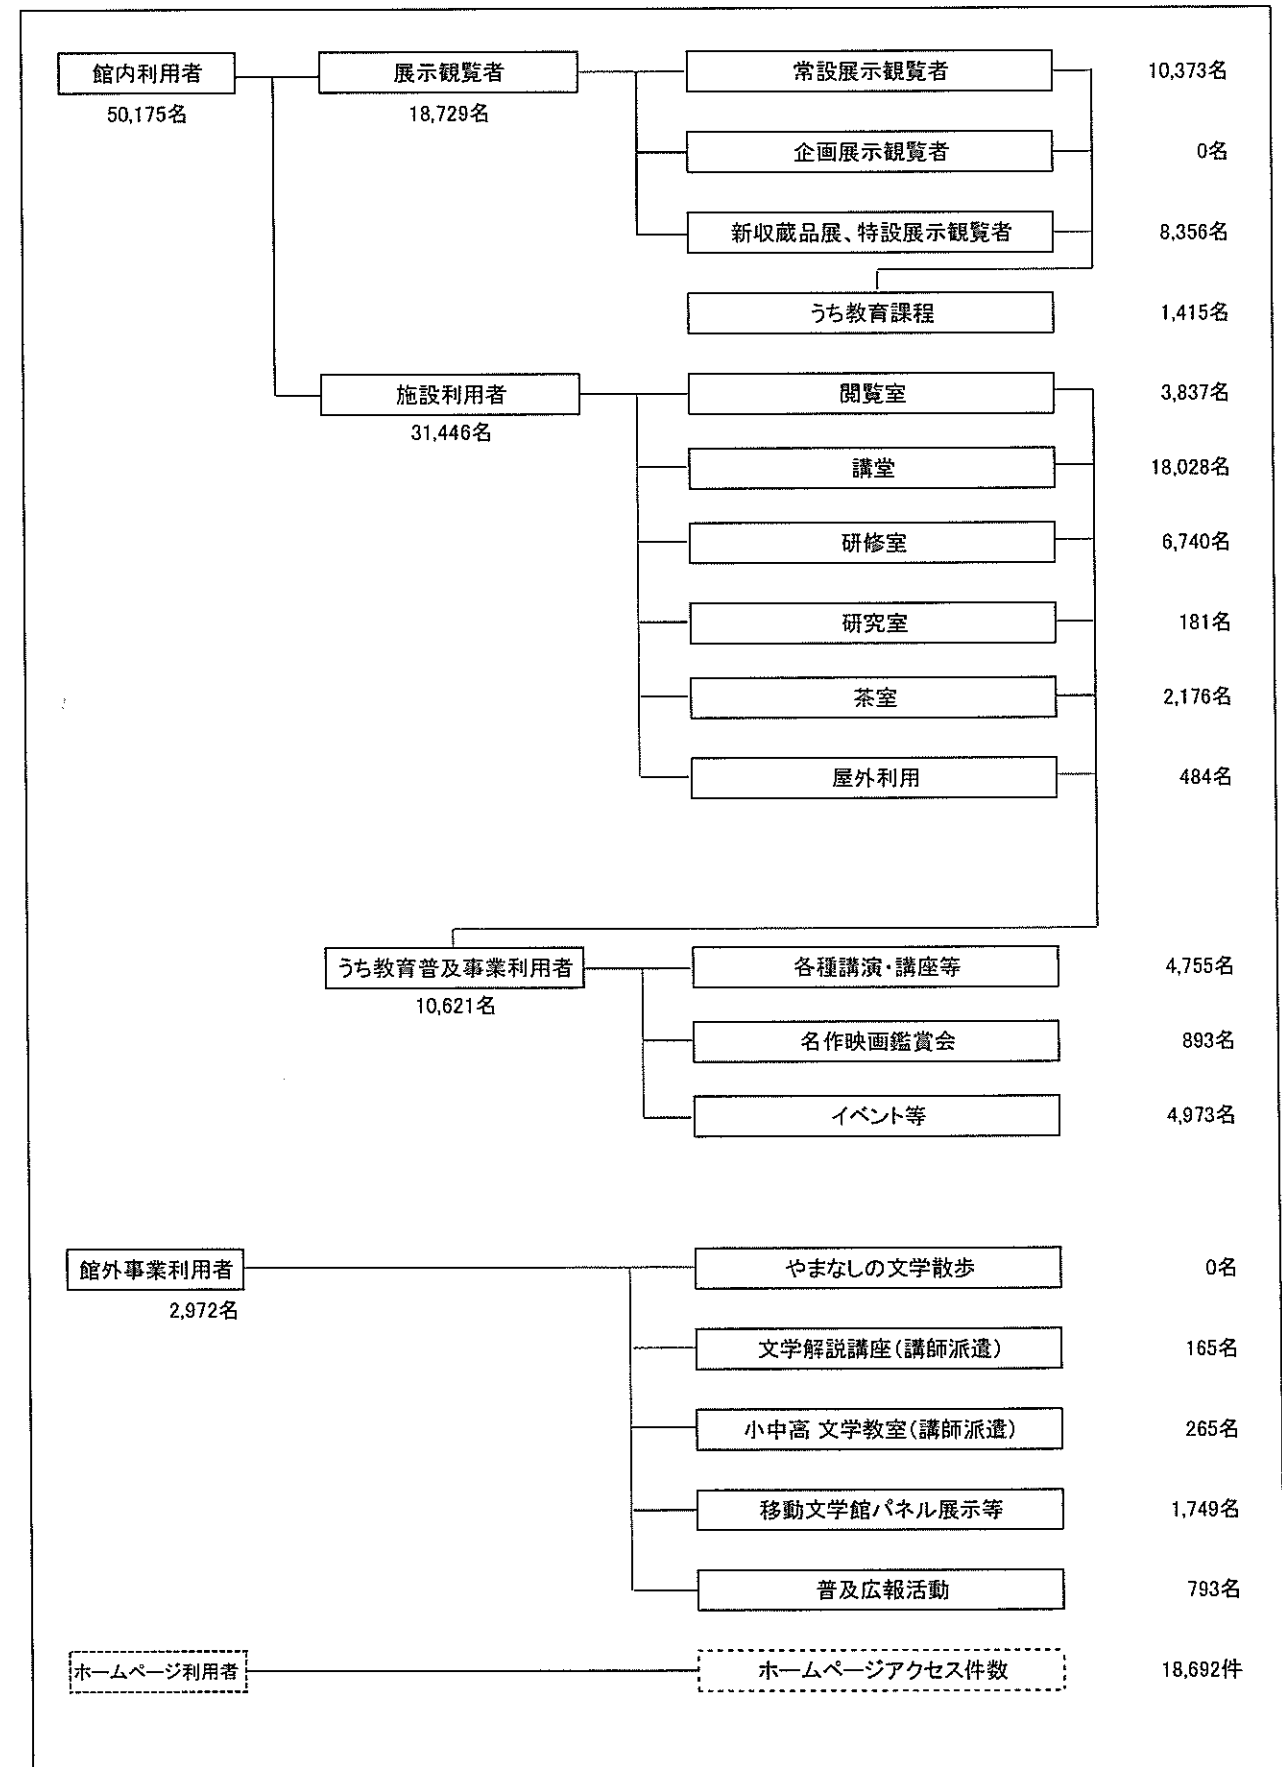 館内利用者 展示観覧者 常設展示観覧者 10,373名
50,175名 18,729名
企画展示観覧者 0名
新収蔵品展、特設展示観覧者 8,356名
うち教育課程 1,415名
施設利用者 閲覧室 3,837名
31,446名
講堂 18,028名
研修室 6,740名
研究室 181名
茶室 2,176名
屋外利用 484名
うち教育普及事業利用者 各種講演・講座等 4,755名
10,621名
名作映画鑑賞会 893名
イベント等 4,973名
館外事業利用者 やまなしの文学散歩 0名
2,972名
文学解説講座(講師派遣) 165名
小中高 文学教室(講師派遣) 265名
移動文学館パネル展示等 1,749名
普及広報活動 793名
ホームページ利用者 ホームページアクセス件数 18,692件